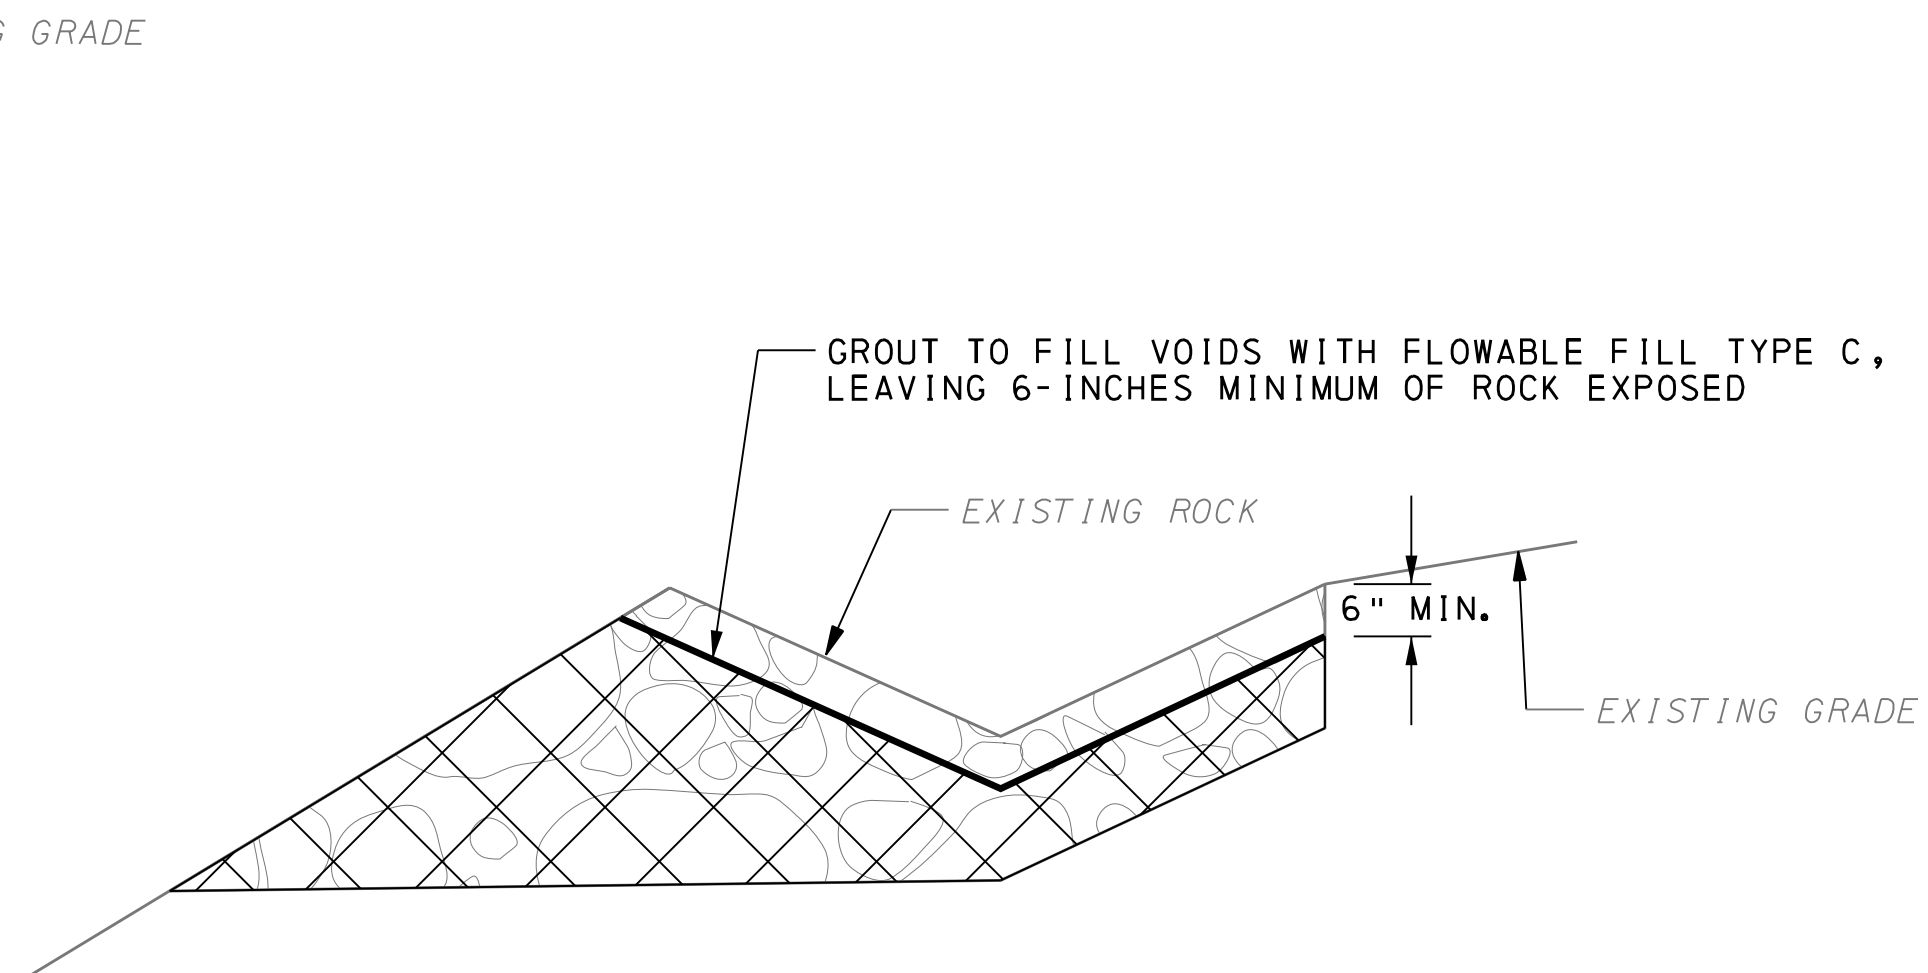 GRADE
GROUT TO FILL VOIDS WITH FLOWABLE FILL TYPE C,
LEAVING 6-INCHES MINIMUM OF ROCK EXPOSED
EXISTING ROCK
6" MIN.
EXISTING GRADE